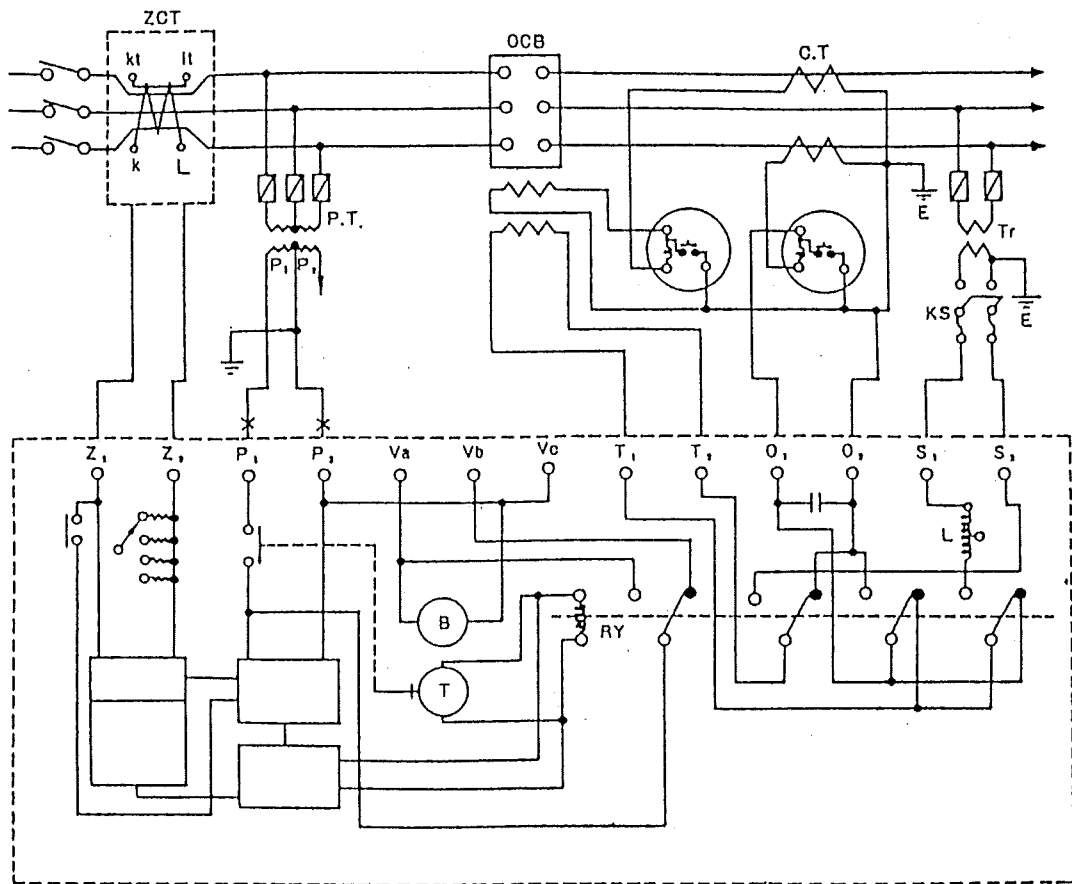 ZCT
OCB
C.T
kt
lt
k
L
P.T.
P₁
P₂
E
Tr
KS
E
Z₁
Z₂
P₁
P₂
Va
Vb
Vc
T₁
T₂
O₁
O₂
S₁
S₂
L
B
RY
T